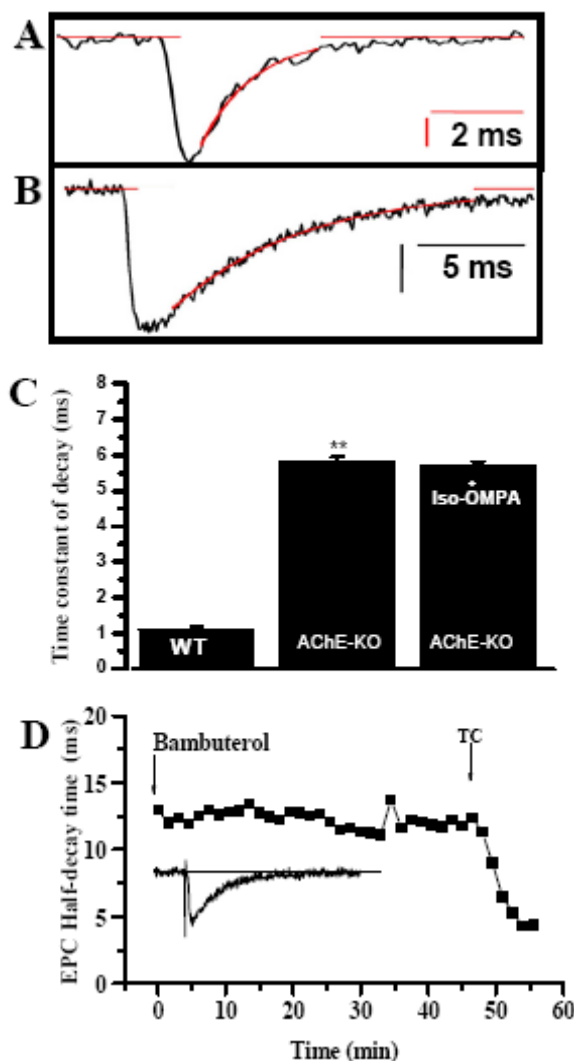 A
2 ms
B
5 ms
C
Time constant of decay (ms)
8
7
6
5
4
3
2
1
0
**
WT
AChE-KO
+
Iso-OMPA
AChE-KO
D
EPC Half-decay time (ms)
20
15
10
5
0
Bambuterol
TC
0 10 20 30 40 50 60
Time (min)